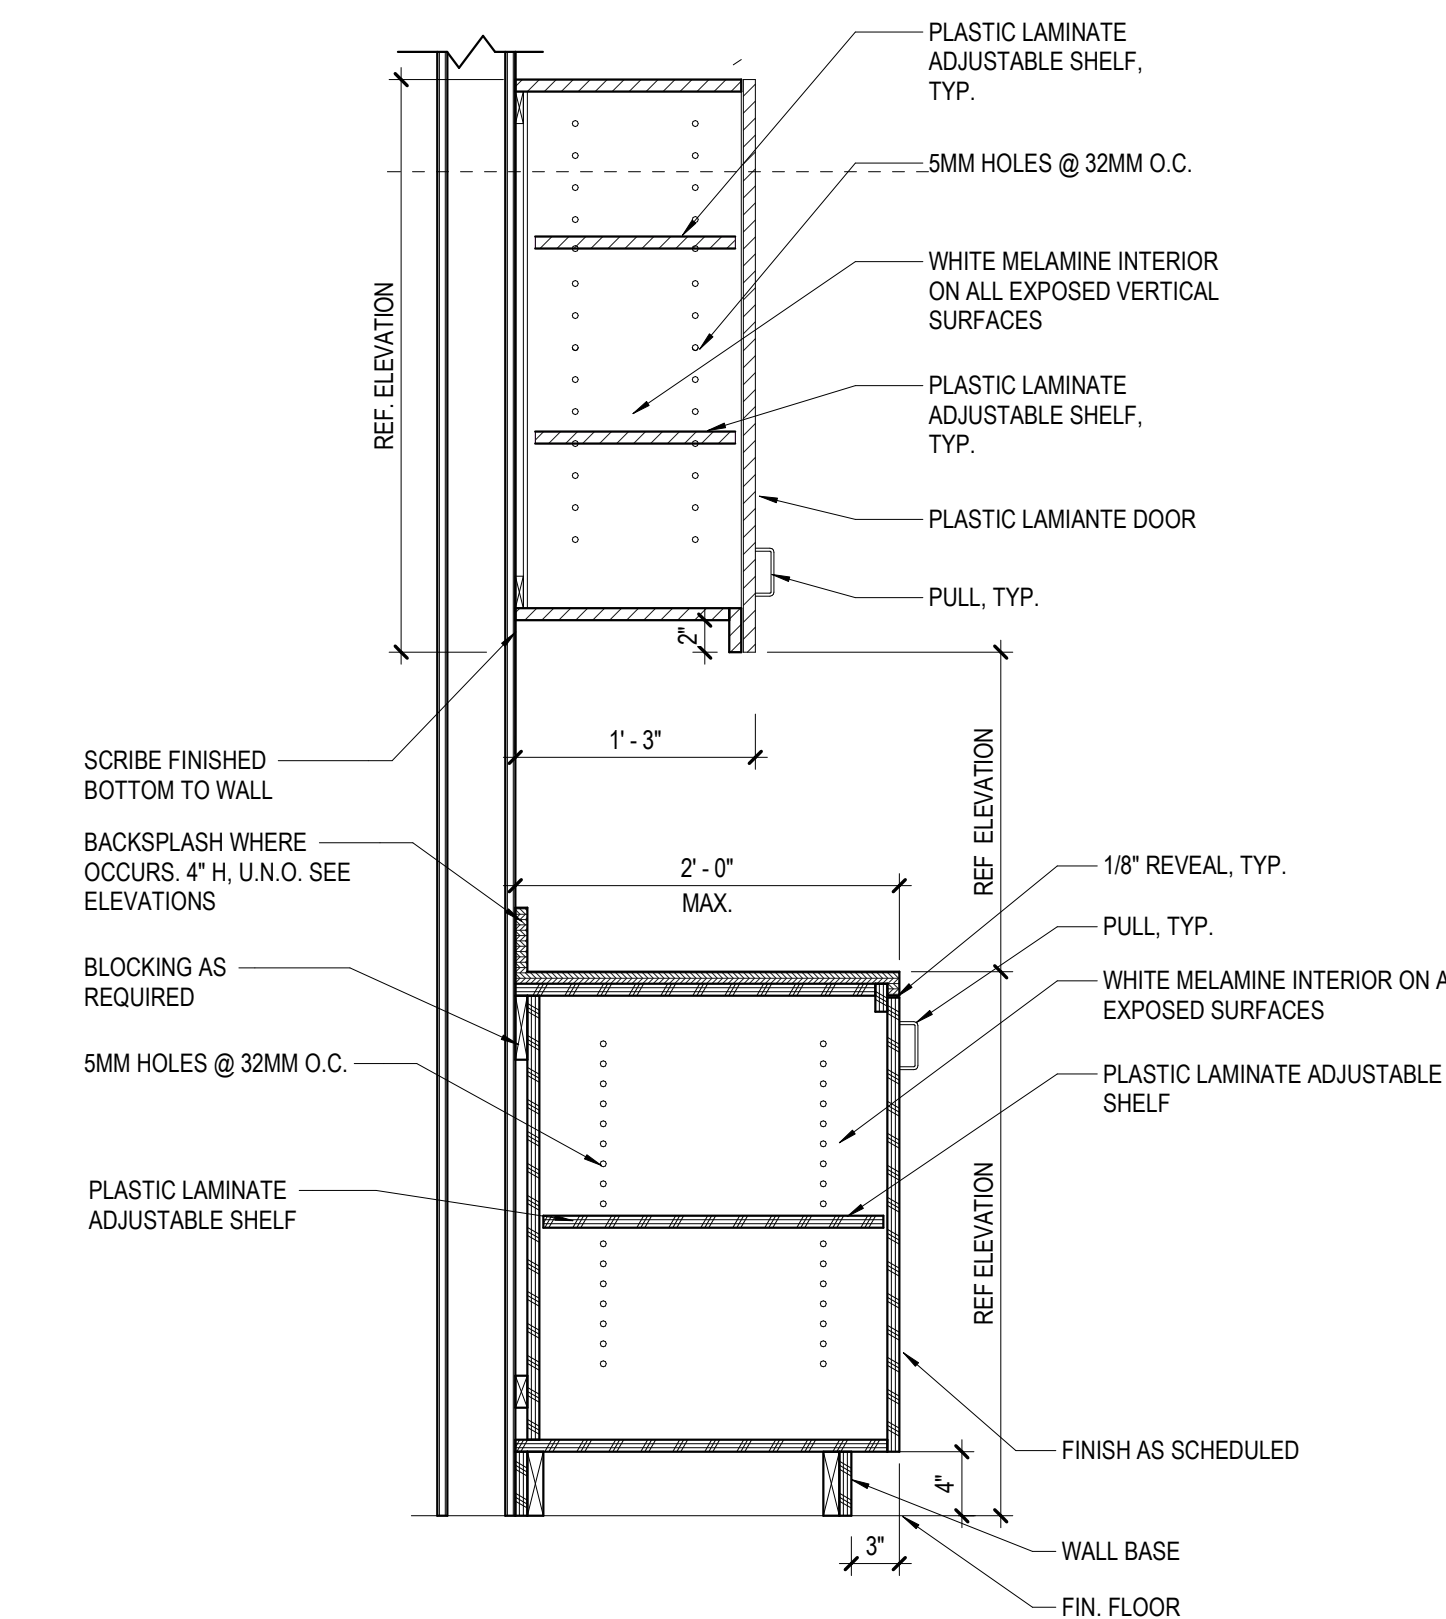 PLASTIC LAMINATE
ADJUSTABLE SHELF,
TYP.
5MM HOLES @ 32MM O.C.
WHITE MELAMINE INTERIOR
ON ALL EXPOSED VERTICAL
SURFACES
REF. ELEVATION
PLASTIC LAMINATE
ADJUSTABLE SHELF,
TYP.
PLASTIC LAMIANTE DOOR
PULL, TYP.
2"
1' - 3"
SCRIBE FINISHED
BOTTOM TO WALL
REF ELEVATION
BACKSPLASH WHERE
OCCURS. 4" H, U.N.O. SEE
ELEVATIONS
2' - 0"
MAX.
1/8" REVEAL, TYP.
PULL, TYP.
BLOCKING AS
REQUIRED
WHITE MELAMINE INTERIOR ON A
EXPOSED SURFACES
5MM HOLES @ 32MM O.C.
PLASTIC LAMINATE ADJUSTABLE
SHELF
PLASTIC LAMINATE
ADJUSTABLE SHELF
REF ELEVATION
FINISH AS SCHEDULED
4"
3"
WALL BASE
FIN. FLOOR